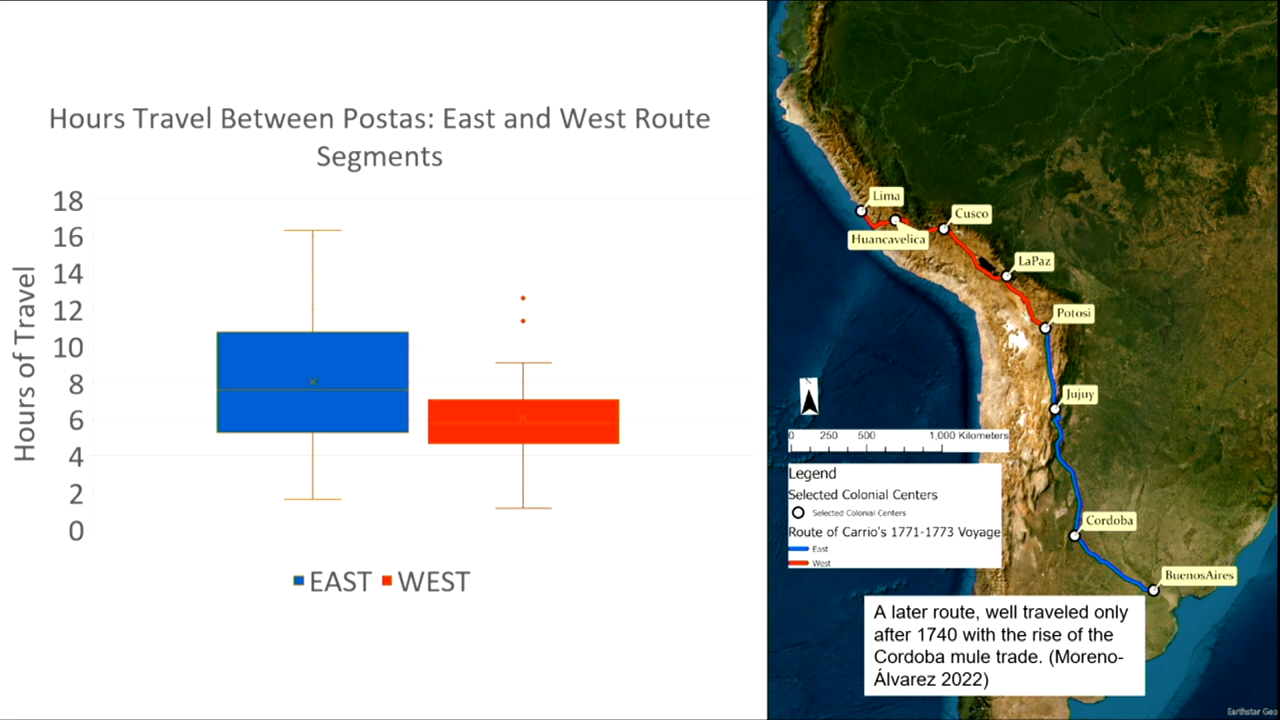 Hours Travel Between Postas: East and West Route
Segments
Hours of Travel
18
16
14
12
10
8
6
4
2
0
EAST WEST
Lima
Cusco
Huancavelica
LaPaz
Potosi
Jujuy
N
0 250 500 1,000 Kilometers
Legend
Selected Colonial Centers
Selected Colonial Centers
Route of Carrio's 1771-1773 Voyage
East
West
Cordoba
BuenosAires
A later route, well traveled only
after 1740 with the rise of the
Cordoba mule trade. (Moreno-
Álvarez 2022)
Earthstar Geo